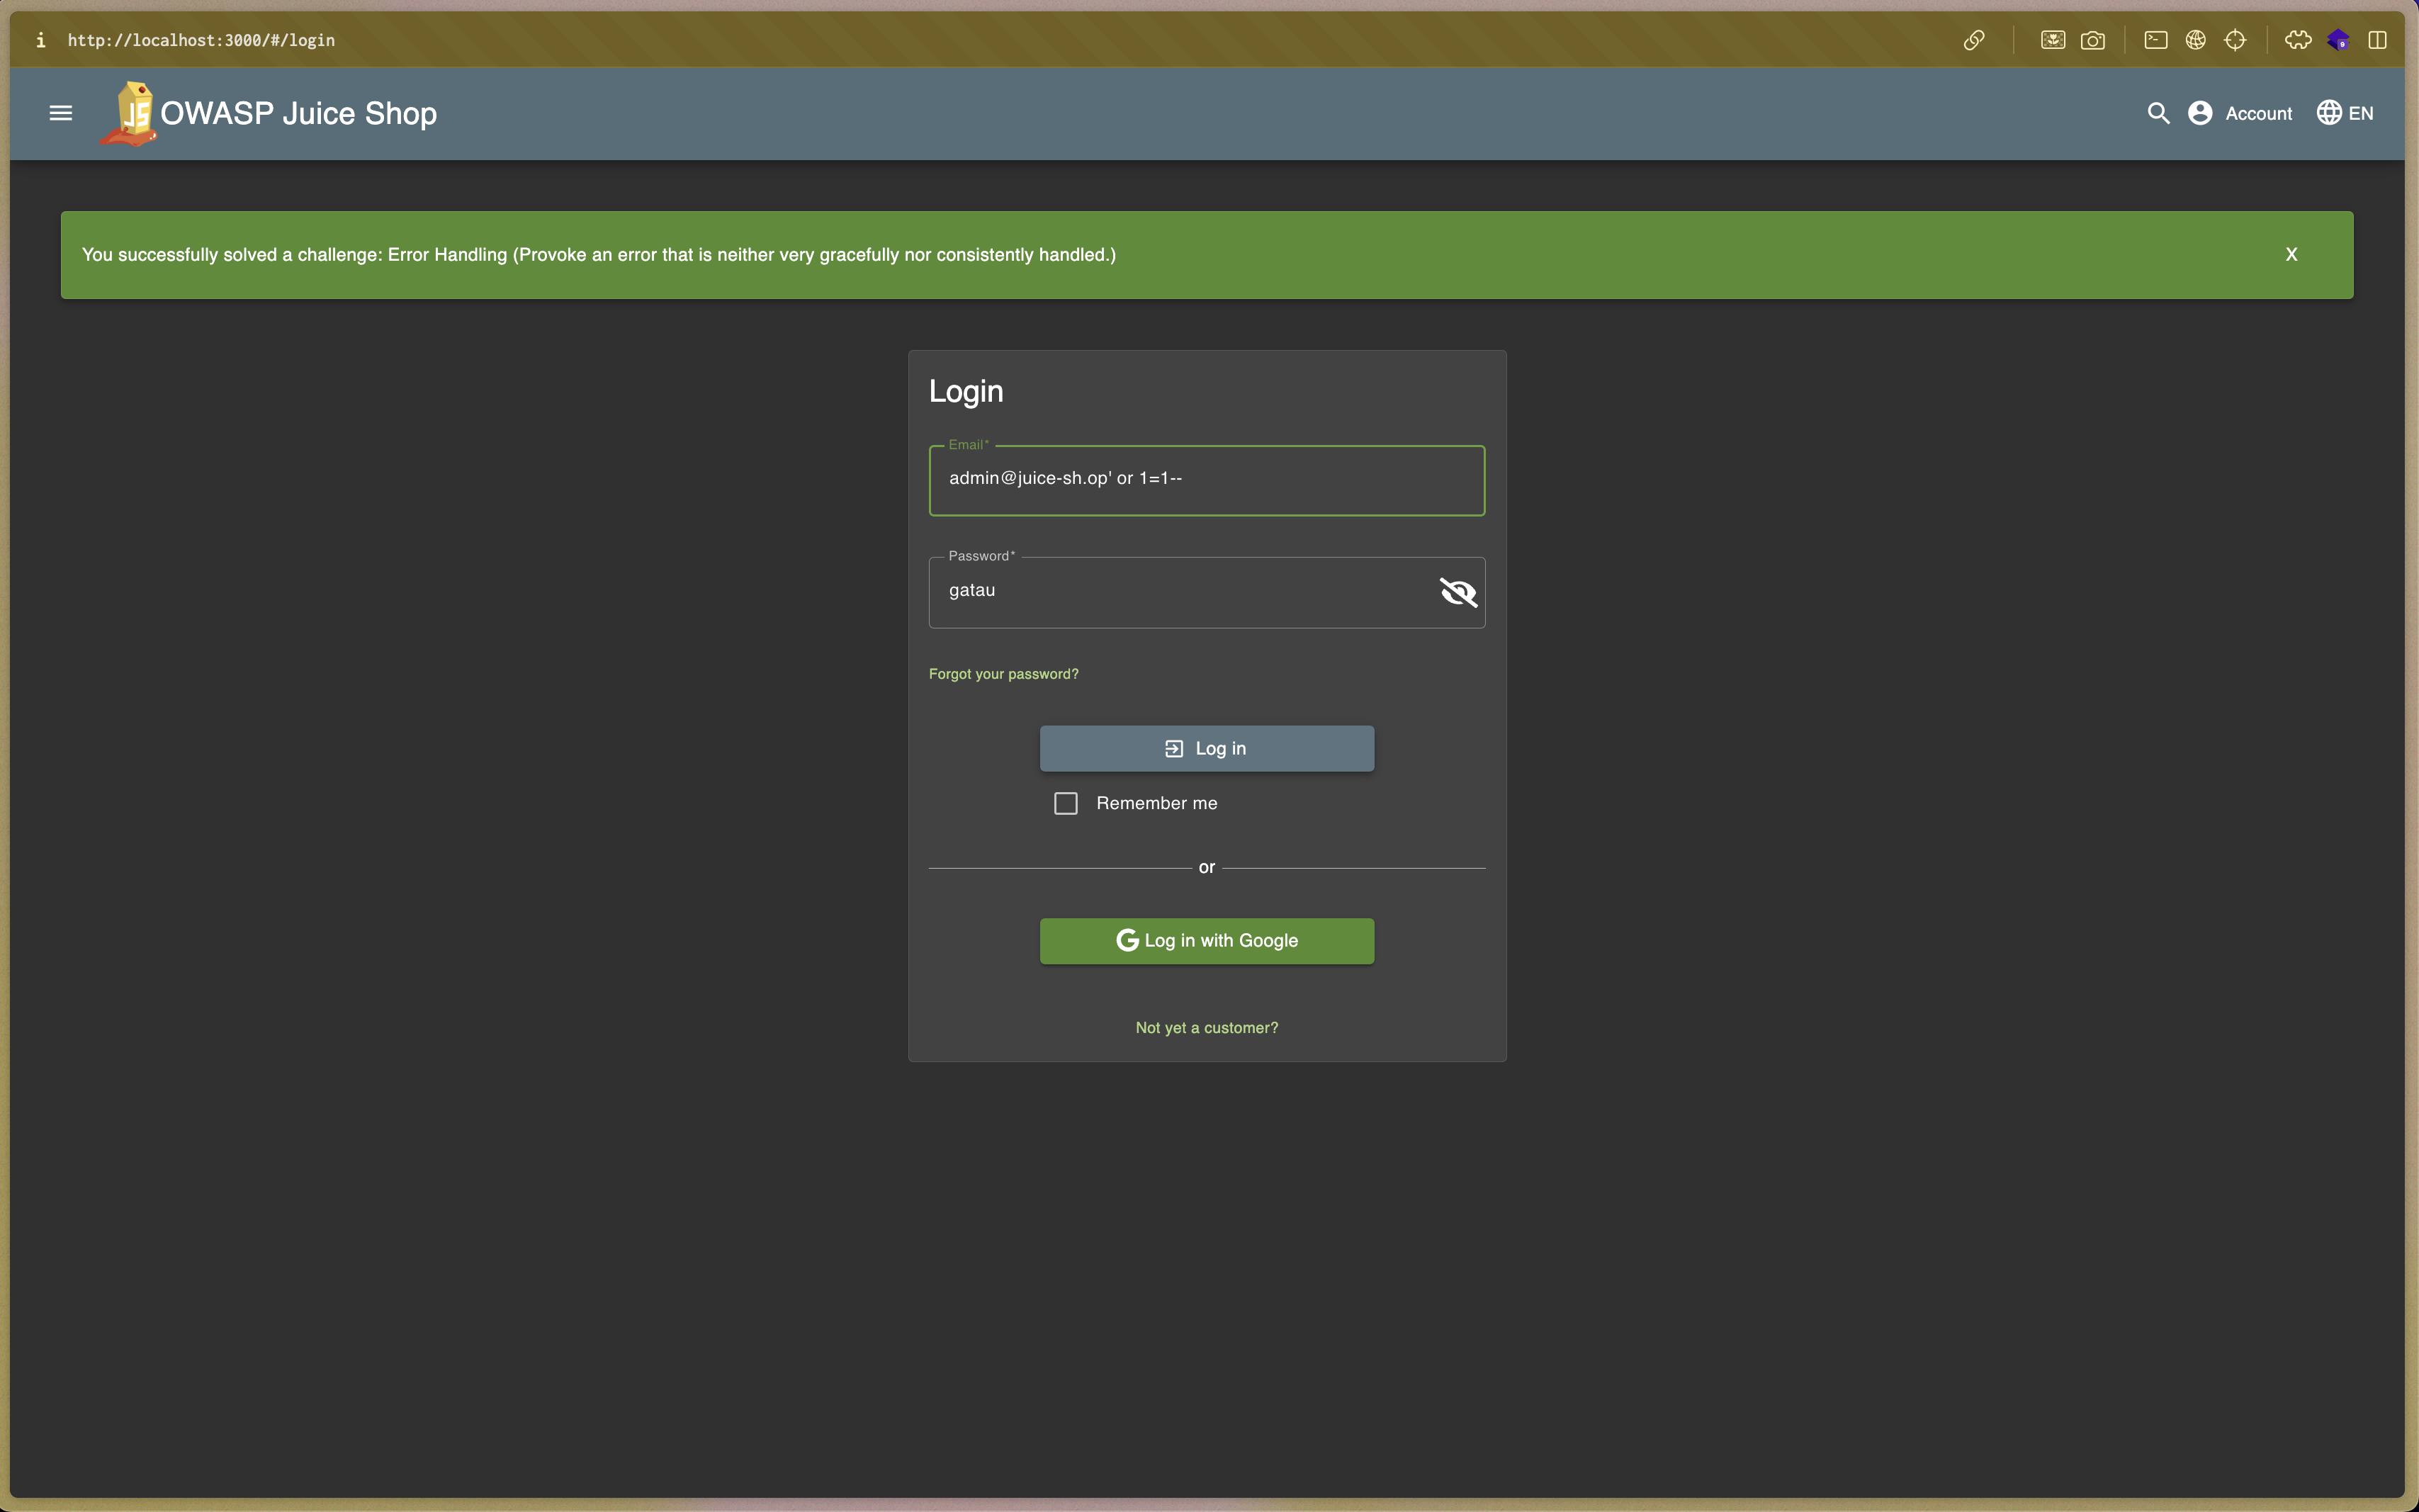 http://localhost:3000/#/login
9
JS
OWASP Juice Shop
Account
EN
You successfully solved a challenge: Error Handling (Provoke an error that is neither very gracefully nor consistently handled.)
X
Login
Email*
admin@juice-sh.op' or 1=1--
Password*
gatau
Forgot your password?
Log in
Remember me
or
G Log in with Google
Not yet a customer?